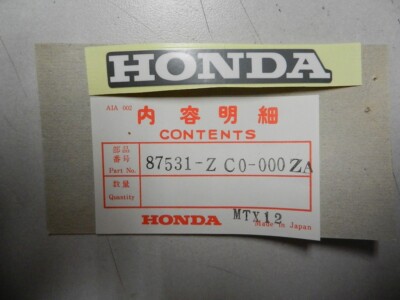 HONDA
AIA 002
内容明細
CONTENTS
部品
番号
Part No.
87531-ZC0-000ZA
数量
Quantity
HONDA
MTX12
Made in Japan